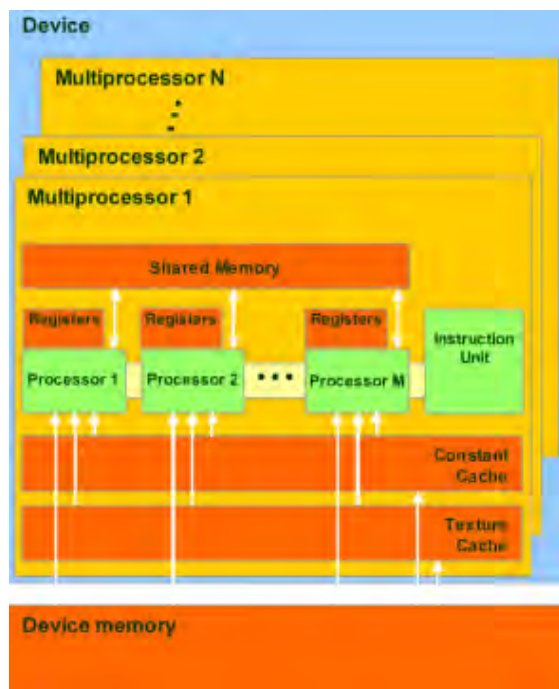 Device
Multiprocessor N
Multiprocessor 2
Multiprocessor 1
Shared Memory
Registers Registers Registers
Instruction
Unit
Processor 1 Processor 2 Processor M
Constant
Cache
Texture
Cache
Device memory